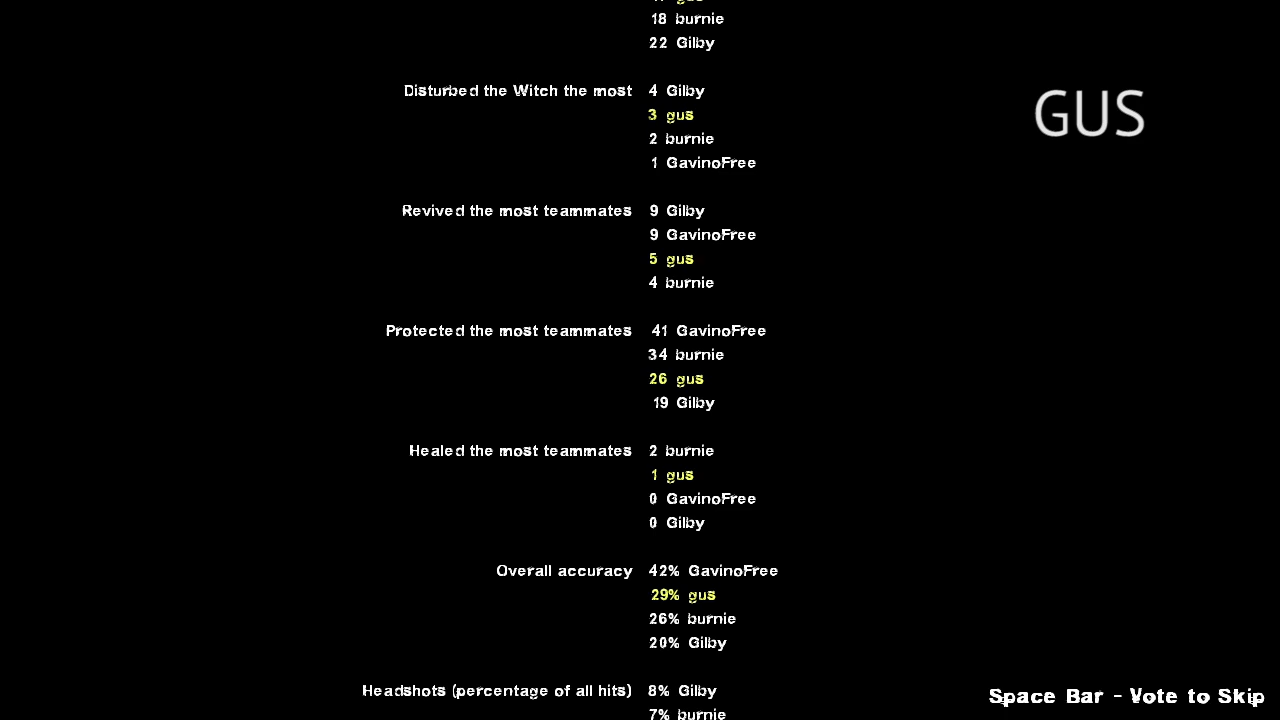 18 burnie
22 Gilby
GUS
Disturbed the Witch the most 4 Gilby
3 gus
2 burnie
1 GavinoFree
Revived the most teammates 9 Gilby
9 GavinoFree
5 gus
4 burnie
Protected the most teammates 41 GavinoFree
34 burnie
26 gus
19 Gilby
Healed the most teammates 2 burnie
1 gus
0 GavinoFree
0 Gilby
Overall accuracy 42% GavinoFree
29% gus
26% burnie
20% Gilby
Headshots (percentage of all hits) 8% Gilby
7% burnie
Space Bar - Vote to Skip